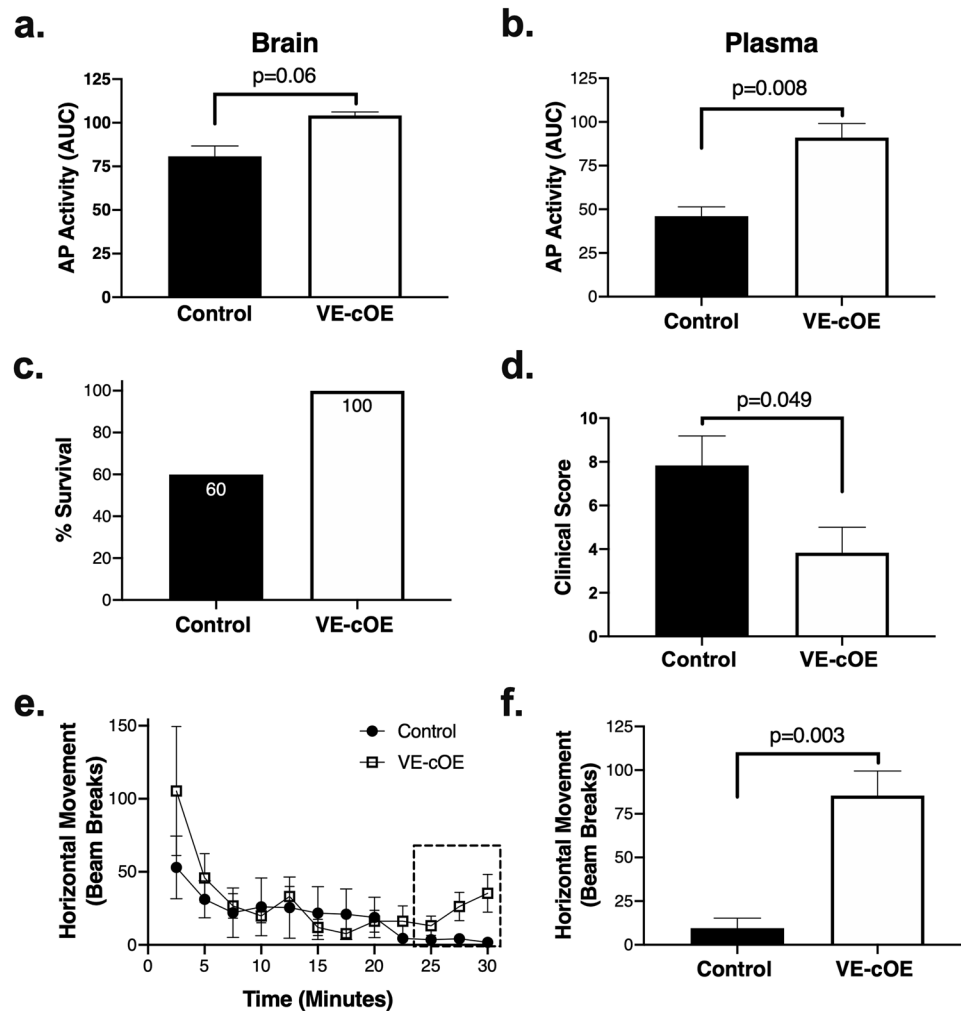 a.
Brain
p=0.06
AP Activity (AUC)
125
100
75
50
25
0
Control
VE-cOE
b.
Plasma
p=0.008
AP Activity (AUC)
125
100
75
50
25
0
Control
VE-cOE
c.
% Survival
100
80
60
40
20
0
60
100
Control
VE-cOE
d.
p=0.049
Clinical Score
10
8
6
4
2
0
Control
VE-cOE
e.
Horizontal Movement
(Beam Breaks)
150
100
50
0
Control
VE-cOE
0 5 10 15 20 25 30
Time (Minutes)
f.
p=0.003
Horizontal Movement
(Beam Breaks)
125
100
75
50
25
0
Control
VE-cOE